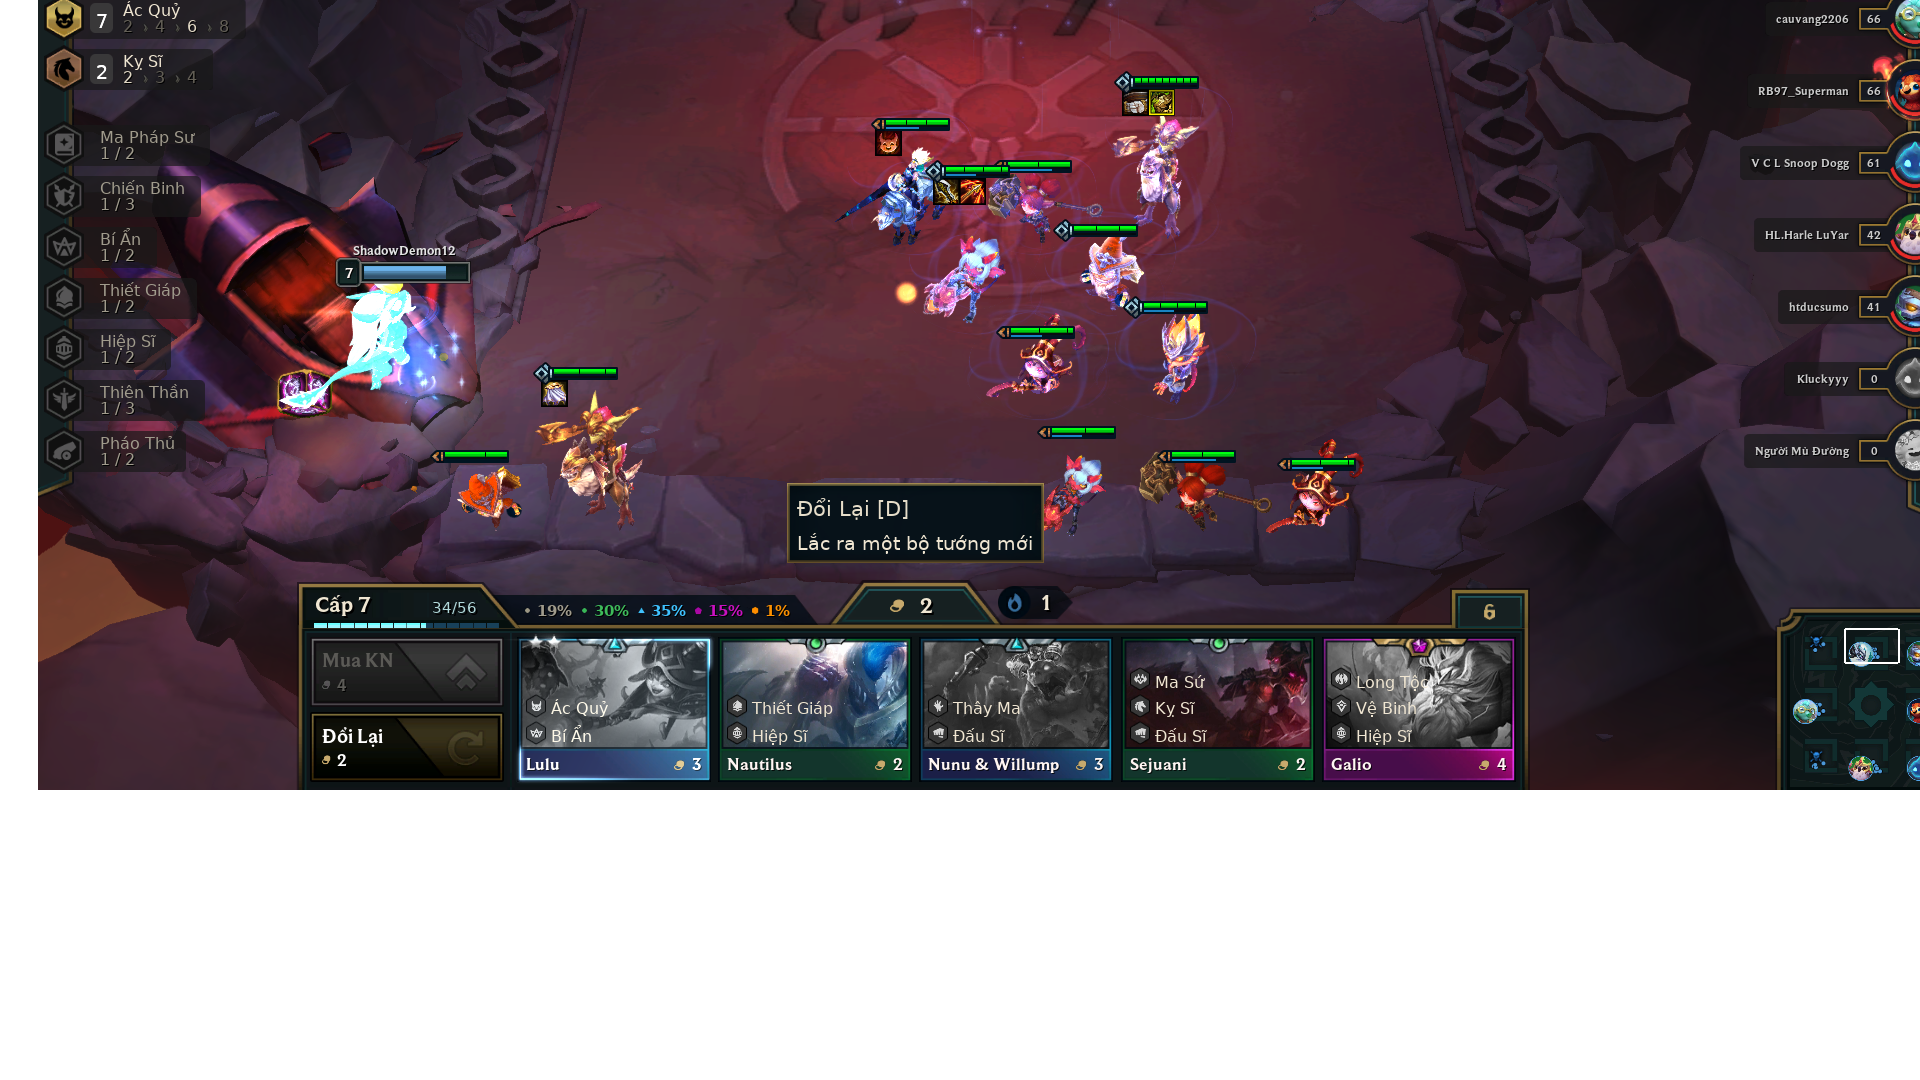 7
Ác Quỷ
2 › 4 › 6 › 8
2
Kỵ Sĩ
2 › 3 › 4
Ma Pháp Sư
1 / 2
Chiến Binh
1 / 3
Bí Ẩn
1 / 2
Thiết Giáp
1 / 2
Hiệp Sĩ
1 / 2
Thiên Thần
1 / 3
Pháo Thủ
1 / 2
ShadowDemon12
7
cauvang2206 66
RB97_Superman 66
V C L Snoop Dogg 61
HL.Harle LuYar 42
htducsumo 41
Kluckyyy 0
Người Mù Đường 0
Đổi Lại [D]
Lắc ra một bộ tướng mới
Cấp 7 34/56
19% 30% 35% 15% 1%
2
1
6
Mua KN
4
Đổi Lại
2
Ác Quỷ
Bí Ẩn
Lulu 3
Thiết Giáp
Hiệp Sĩ
Nautilus 2
Thây Ma
Đấu Sĩ
Nunu & Willump 3
Ma Sứ
Kỵ Sĩ
Đấu Sĩ
Sejuani 2
Long Tộc
Vệ Binh
Hiệp Sĩ
Galio 4